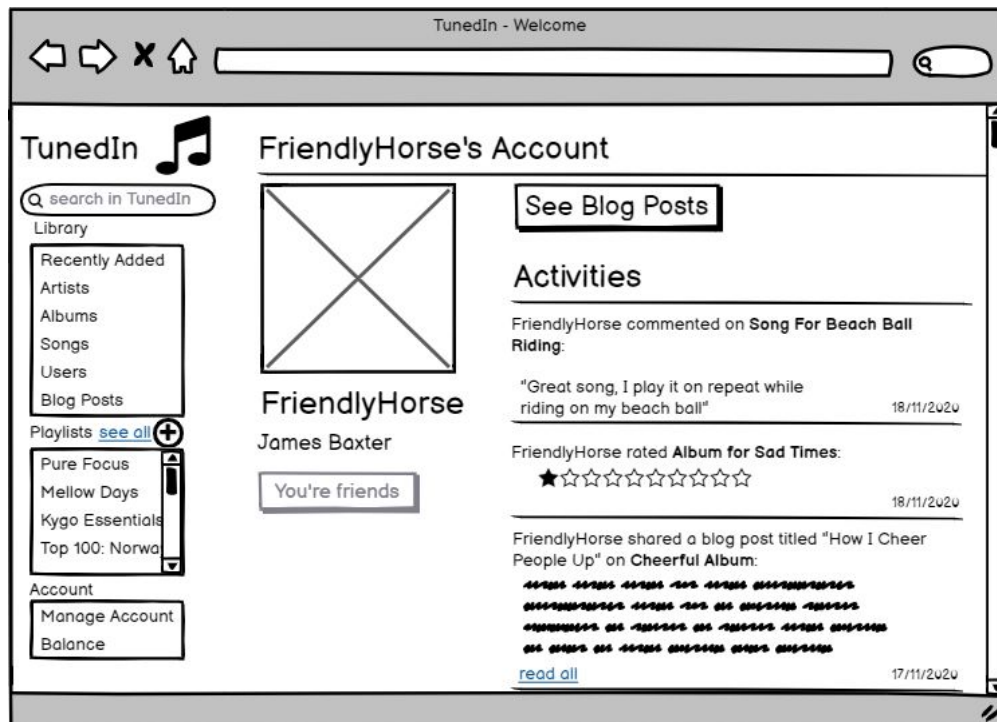 TunedIn - Welcome
TunedIn
search in TunedIn
Library
Recently Added
Artists
Albums
Songs
Users
Blog Posts
Playlists see all
Pure Focus
Mellow Days
Kygo Essentials
Top 100: Norwa
Account
Manage Account
Balance
FriendlyHorse's Account
FriendlyHorse
James Baxter
You're friends
See Blog Posts
Activities
FriendlyHorse commented on Song For Beach Ball
Riding:
"Great song, I play it on repeat while
riding on my beach ball"
18/11/2020
FriendlyHorse rated Album for Sad Times:
18/11/2020
FriendlyHorse shared a blog post titled "How I Cheer
People Up" on Cheerful Album:
read all
17/11/2020